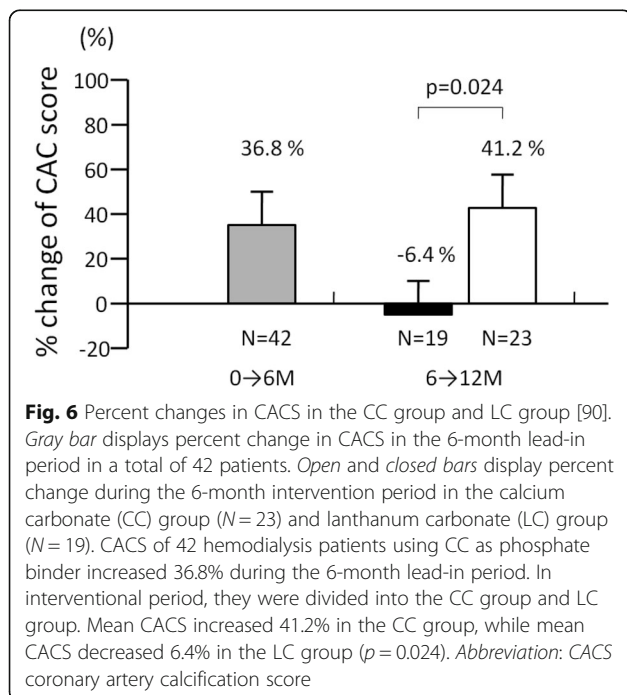 (%)
% change of CAC score
100
80
60
40
20
0
-20
p=0.024
36.8 %
-6.4 %
41.2 %
N=42
N=19
N=23
0→6M
6→12M
Fig. 6 Percent changes in CACS in the CC group and LC group [90].
Gray bar displays percent change in CACS in the 6-month lead-in
period in a total of 42 patients. Open and closed bars display percent
change during the 6-month intervention period in the calcium
carbonate (CC) group (N = 23) and lanthanum carbonate (LC) group
(N = 19). CACS of 42 hemodialysis patients using CC as phosphate
binder increased 36.8% during the 6-month lead-in period. In
interventional period, they were divided into the CC group and LC
group. Mean CACS increased 41.2% in the CC group, while mean
CACS decreased 6.4% in the LC group (p = 0.024). Abbreviation: CACS
coronary artery calcification score